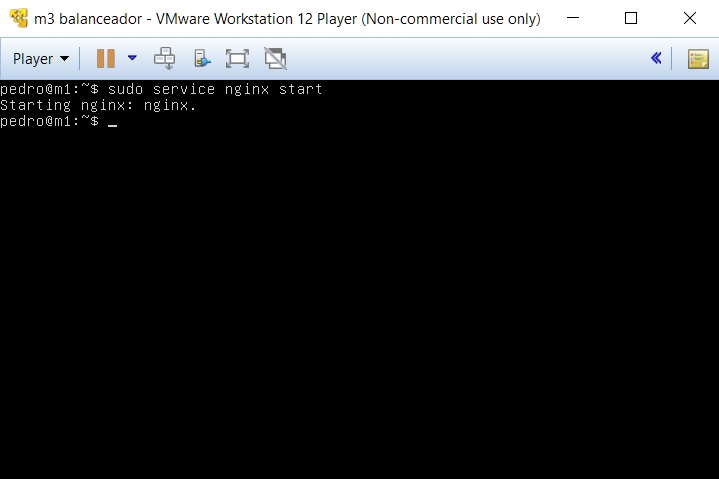 m3 balanceador - VMware Workstation 12 Player (Non-commercial use only)
Player
pedro@m1:~$ sudo service nginx start
Starting nginx: nginx.
pedro@m1:~$ _